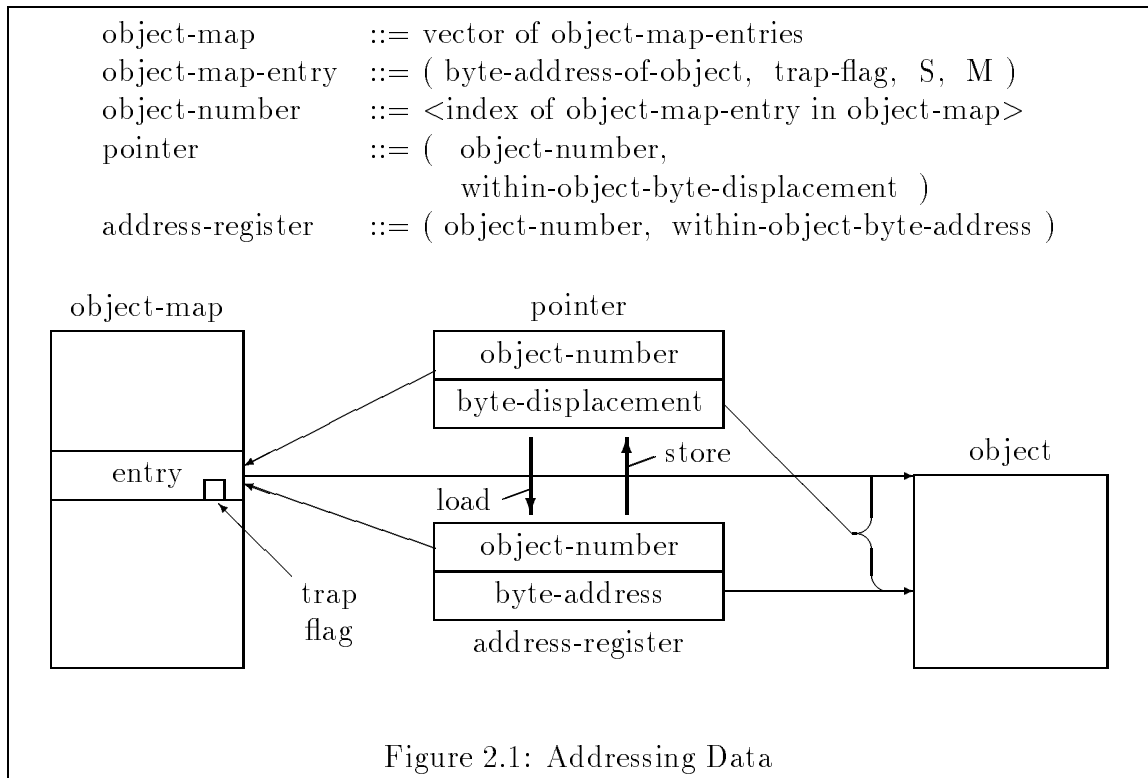 object-map ::= vector of object-map-entries
object-map-entry ::= ( byte-address-of-object, trap-flag, S, M )
object-number ::= <index of object-map-entry in object-map>
pointer ::= ( object-number,
within-object-byte-displacement )
address-register ::= ( object-number, within-object-byte-address )
object-map
pointer
object-number
byte-displacement
entry
store
object
load
object-number
trap
byte-address
flag
address-register
Figure 2.1: Addressing Data